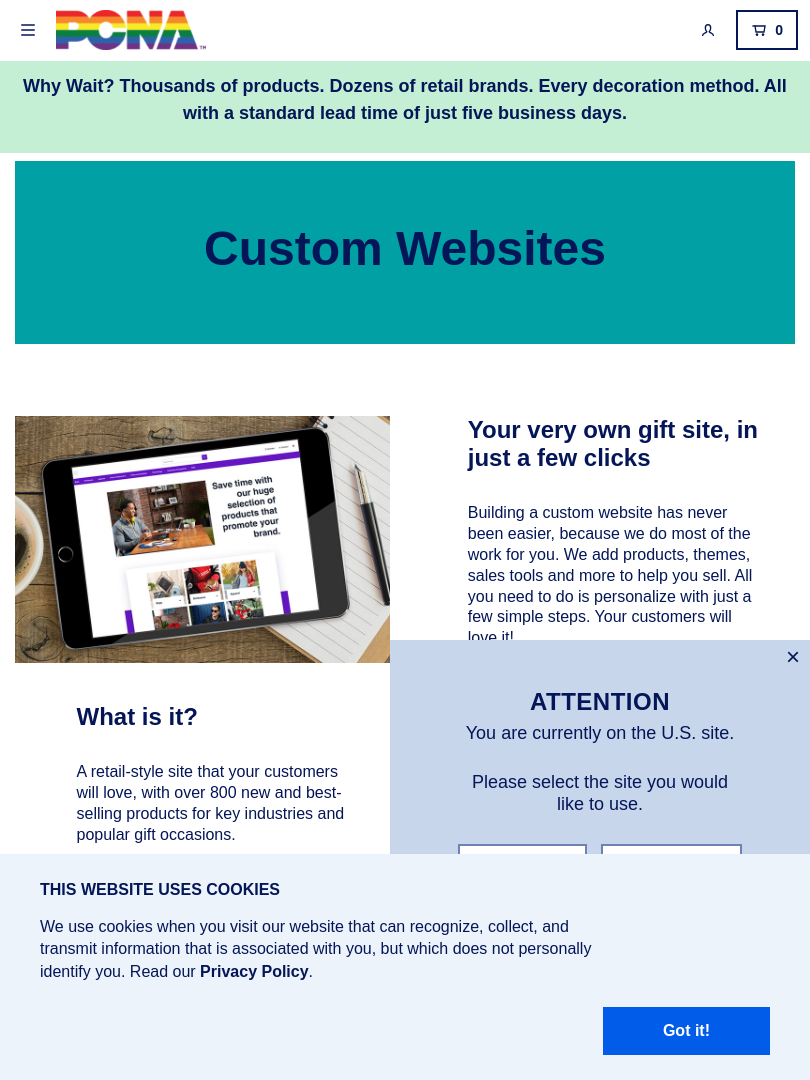 PCNA
0
Why Wait? Thousands of products. Dozens of retail brands. Every decoration method. All
with a standard lead time of just five business days.
Custom Websites
Save time with
our huge
selection of
products that
promote your
brand.
Your very own gift site, in
just a few clicks
Building a custom website has never
been easier, because we do most of the
work for you. We add products, themes,
sales tools and more to help you sell. All
you need to do is personalize with just a
few simple steps. Your customers will
love it!
What is it?
A retail-style site that your customers
will love, with over 800 new and best-
selling products for key industries and
popular gift occasions.
ATTENTION
You are currently on the U.S. site.
Please select the site you would
like to use.
THIS WEBSITE USES COOKIES
We use cookies when you visit our website that can recognize, collect, and
transmit information that is associated with you, but which does not personally
identify you. Read our Privacy Policy.
Got it!